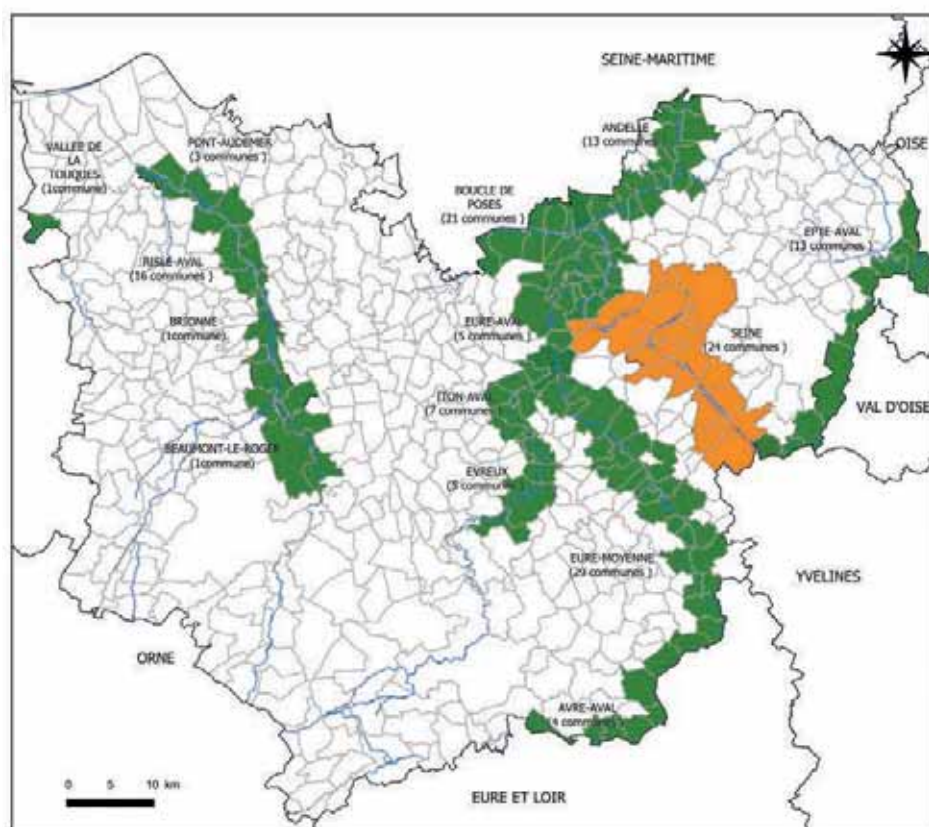 SEINE-MARITIME
ANDELLE
(13 communes)
OISE
VALLEE DE
LA
TOUQUES
(1commune)
PONT-AUDEMER
(3 communes )
BOUCLE DE
POSES
(21 communes )
EPTE-AVAL
(13 communes )
RISLE-AVAL
(16 communes )
BRIONNE
(1commune)
EURE-AVAL
(5 communes )
SEINE
(24 communes )
ITON-AVAL
(7 communes )
VAL D'OISE
BEAUMONT-LE-ROGER
(1commune)
EVREUX
(5 communes )
EURE-MOYENNE
(29 communes )
YVELINES
ORNE
AVRE-AVAL
communes )
0 5 10 km
EURE ET LOIR